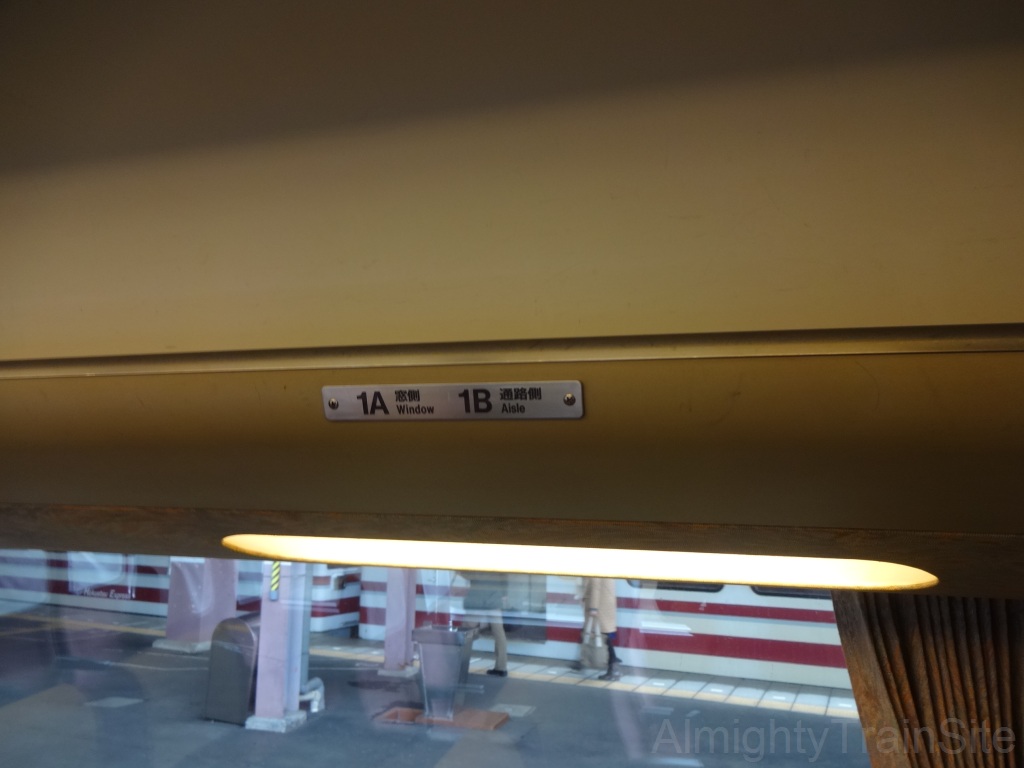 1A 窓側 Window 1B 通路側 Aisle
AlmightyTrainSite